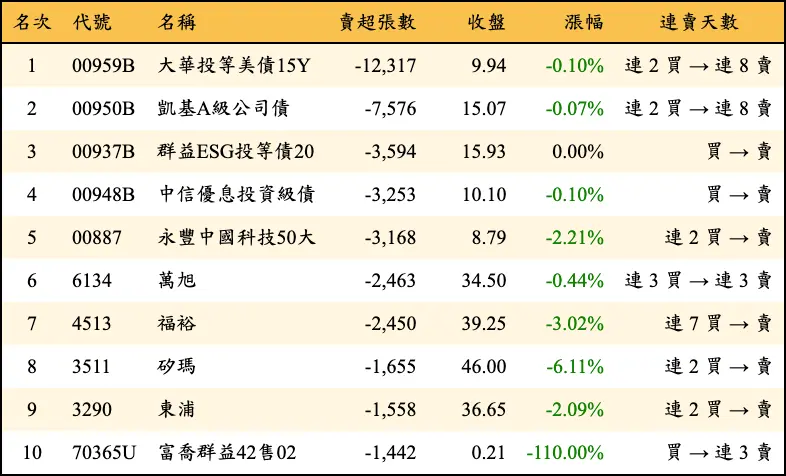 名次 代號 名稱 賣超張數 收盤 漲幅 連賣天數
1 00959B 大華投等美債15Y -12,317 9.94 -0.10% 連 2 買 → 連 8 賣
2 00950B 凱基A級公司債 -7,576 15.07 -0.07% 連 2 買 → 連 8 賣
3 00937B 群益ESG投等債20 -3,594 15.93 0.00% 買 → 賣
4 00948B 中信優息投資級債 -3,253 10.10 -0.10% 買 → 賣
5 00887 永豐中國科技50大 -3,168 8.79 -2.21% 連 2 買 → 賣
6 6134 萬旭 -2,463 34.50 -0.44% 連 3 買 → 連 3 賣
7 4513 福裕 -2,450 39.25 -3.02% 連 7 買 → 賣
8 3511 矽瑪 -1,655 46.00 -6.11% 連 2 買 → 賣
9 3290 東浦 -1,558 36.65 -2.09% 連 2 買 → 賣
10 70365U 富喬群益42售02 -1,442 0.21 -110.00% 買 → 連 3 賣